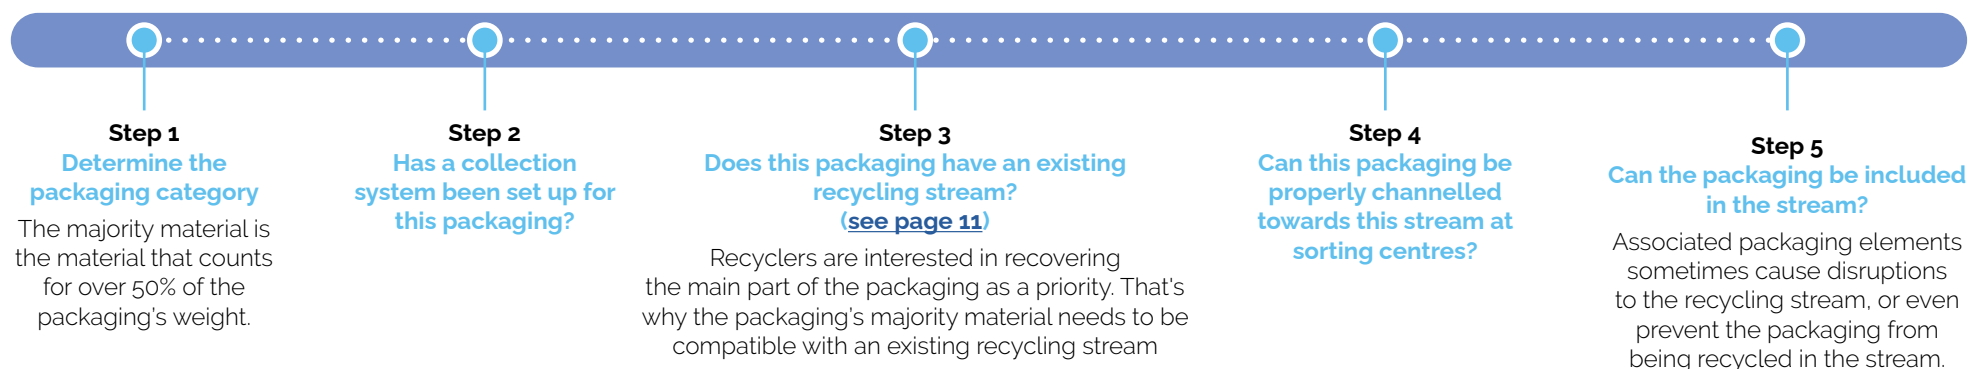 Step 1
Determine the
packaging category
The majority material is
the material that counts
for over 50% of the
packaging's weight.
Step 2
Has a collection
system been set up for
this packaging?
Step 3
Does this packaging have an existing
recycling stream?
(see page 11)
Recyclers are interested in recovering
the main part of the packaging as a priority. That's
why the packaging's majority material needs to be
compatible with an existing recycling stream
Step 4
Can this packaging be
properly channelled
towards this stream at
sorting centres?
Step 5
Can the packaging be included
in the stream?
Associated packaging elements
sometimes cause disruptions
to the recycling stream, or even
prevent the packaging from
being recycled in the stream.